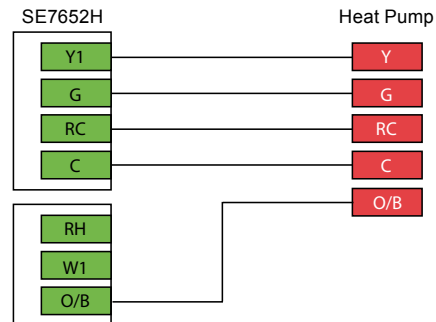 SE7652H Heat Pump
Y1 Y
G G
RC RC
C C
O/B
RH
W1
O/B